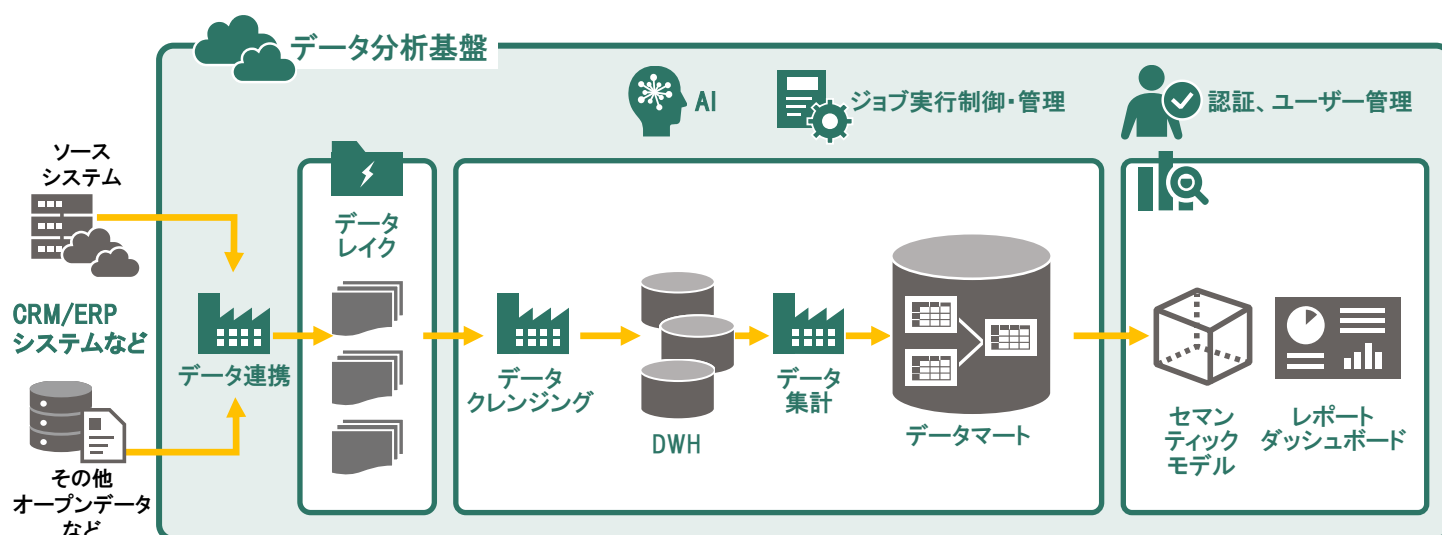 データ分析基盤
AI
ジョブ実行制御・管理
認証、ユーザー管理
ソース
システム
CRM/ERP
システムなど
その他
オープンデータ
など
データ連携
データ
レイク
データ
クレンジング
DWH
データ
集計
データマート
セマン
ティック
モデル
レポート
ダッシュボード